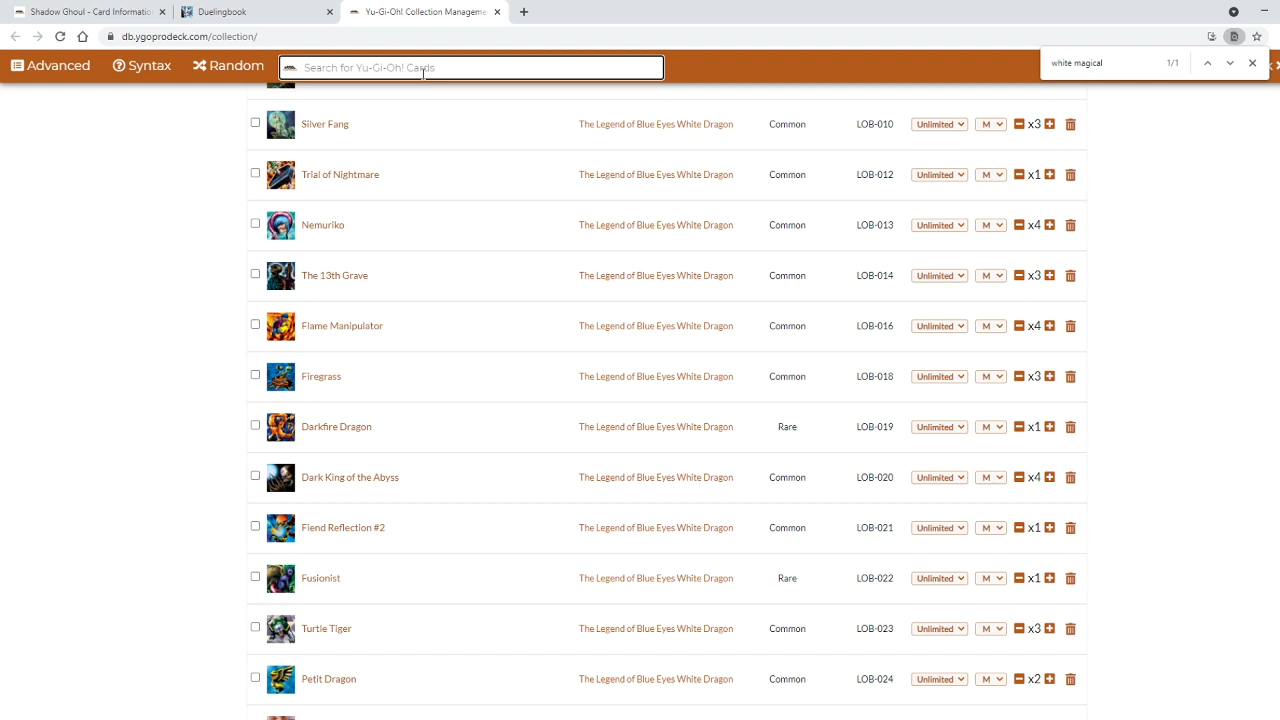 Shadow Ghoul - Card Information
Duelingbook
Yu-Gi-Oh! Collection Manageme
db.ygoprodeck.com/collection/
Advanced Syntax Random Search for Yu-Gi-Oh! Cards
white magical 1/1
Silver Fang The Legend of Blue Eyes White Dragon Common LOB-010 Unlimited M x3
Trial of Nightmare The Legend of Blue Eyes White Dragon Common LOB-012 Unlimited M x1
Nemuriko The Legend of Blue Eyes White Dragon Common LOB-013 Unlimited M x4
The 13th Grave The Legend of Blue Eyes White Dragon Common LOB-014 Unlimited M x3
Flame Manipulator The Legend of Blue Eyes White Dragon Common LOB-016 Unlimited M x4
Firegrass The Legend of Blue Eyes White Dragon Common LOB-018 Unlimited M x3
Darkfire Dragon The Legend of Blue Eyes White Dragon Rare LOB-019 Unlimited M x1
Dark King of the Abyss The Legend of Blue Eyes White Dragon Common LOB-020 Unlimited M x4
Fiend Reflection #2 The Legend of Blue Eyes White Dragon Common LOB-021 Unlimited M x1
Fusionist The Legend of Blue Eyes White Dragon Rare LOB-022 Unlimited M x1
Turtle Tiger The Legend of Blue Eyes White Dragon Common LOB-023 Unlimited M x3
Petit Dragon The Legend of Blue Eyes White Dragon Common LOB-024 Unlimited M x2